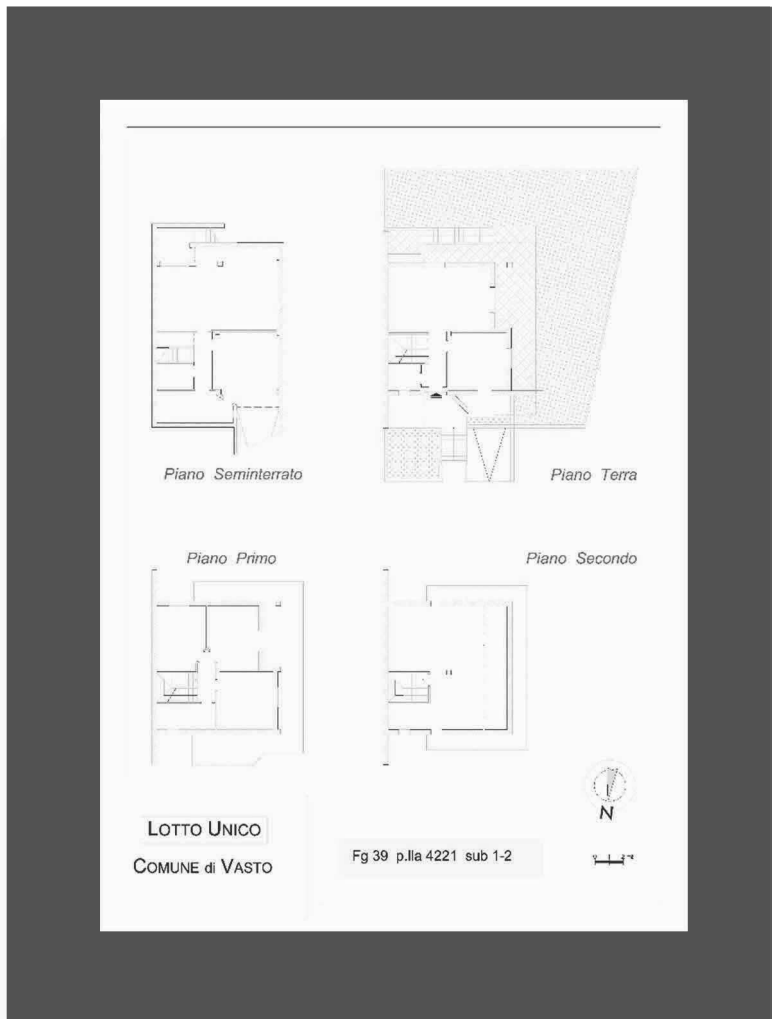 Piano Seminterrato
Piano Terra
Piano Primo
Piano Secondo
N
LOTTO UNICO
COMUNE di VASTO
Fg 39 p.lla 4221 sub 1-2